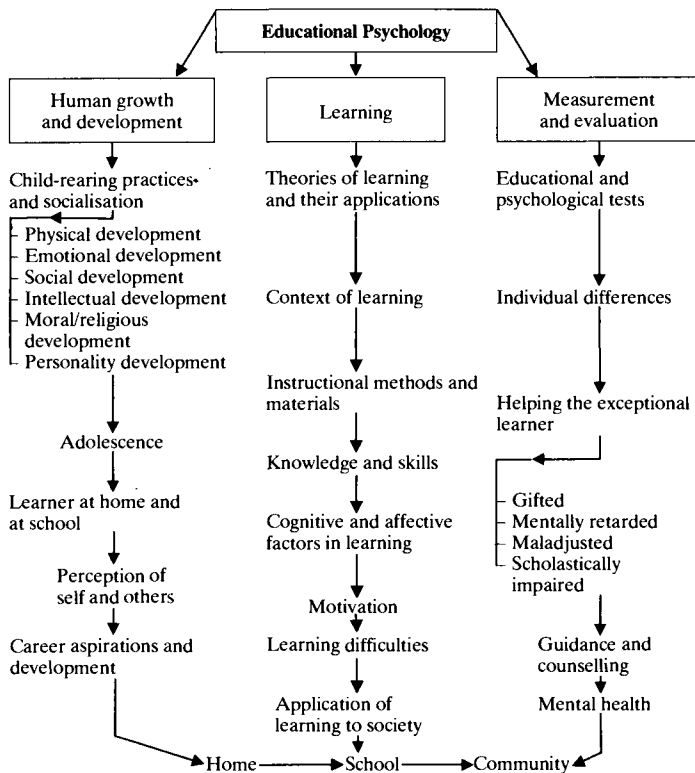 Educational Psychology
Human growth
and development
Learning
Measurement
and evaluation
Child-rearing practices
and socialisation
Physical development
Emotional development
Social development
Intellectual development
Moral/religious
development
Personality development
Adolescence
Learner at home and
at school
Perception of
self and others
Career aspirations and
development
Theories of learning
and their applications
Context of learning
Instructional methods and
materials
Knowledge and skills
Cognitive and affective
factors in learning
Motivation
Learning difficulties
Application of
learning to society
Educational and
psychological tests
Individual differences
Helping the exceptional
learner
Gifted
Mentally retarded
Maladjusted
Scholastically
impaired
Guidance and
counselling
Mental health
Home
School
Community